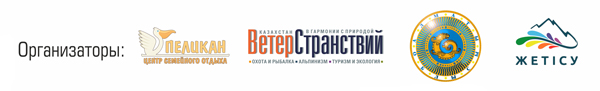 Организаторы:
ПЕЛИКАН
ЦЕНТР СЕМЕЙНОГО ОТДЫХА
КАЗАХСТАН В ГАРМОНИИ С ПРИРОДОЙ
ВетерСтранствий
•ОХОТА И РЫБАЛКА •АЛЬПИНИЗМ •ТУРИЗМ И ЭКОЛОГИЯ•
ЖЕТІСУ